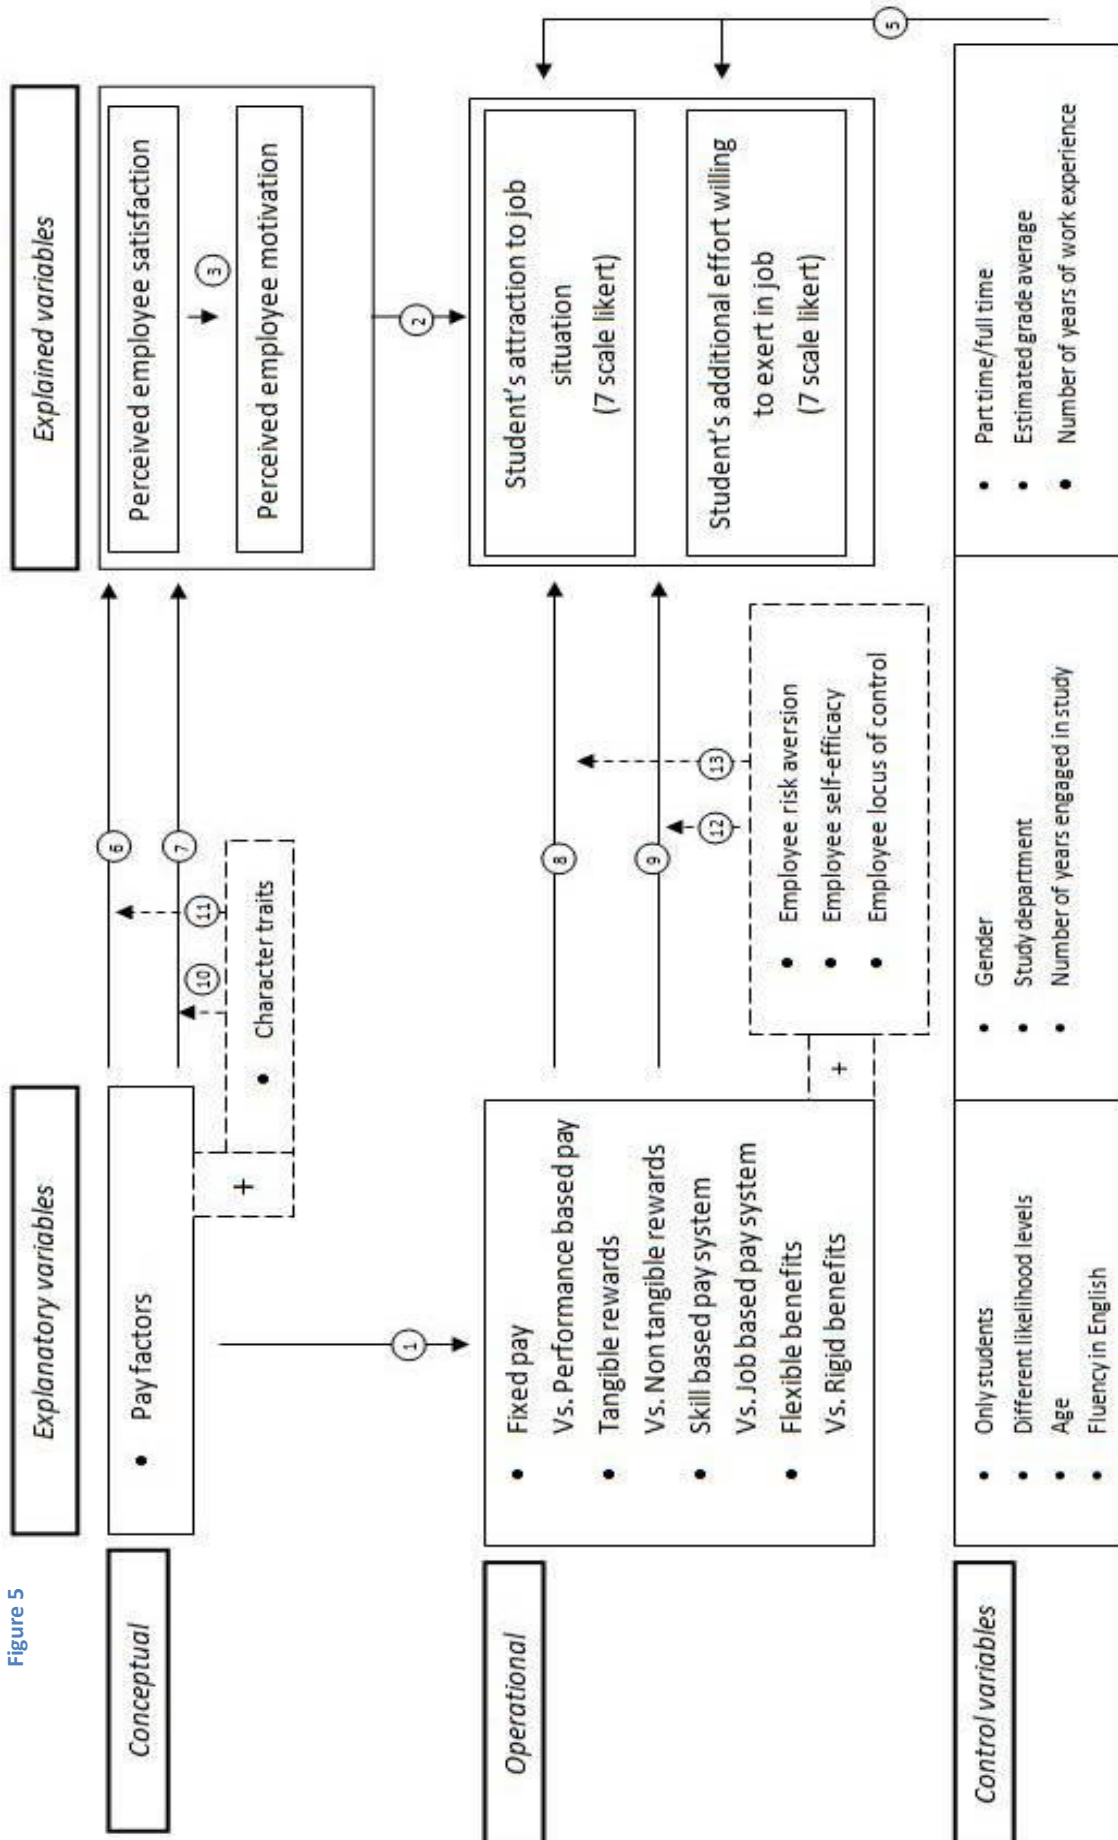 Figure 5
Explanatory variables
Explained variables
Conceptual
• Pay factors
+
• Character traits
6
7
11
10
Perceived employee satisfaction
3
Perceived employee motivation
1
2
Operational
• Fixed pay
Vs. Performance based pay
• Tangible rewards
Vs. Non tangible rewards
• Skill based pay system
Vs. Job based pay system
• Flexible benefits
Vs. Rigid benefits
+
8
9
12
13
• Employee risk aversion
• Employee self-efficacy
• Employee locus of control
Student's attraction to job
situation
(7 scale likert)
Student's additional effort willing
to exert in job
(7 scale likert)
5
Control variables
• Only students
• Different likelihood levels
• Age
• Fluency in English
• Gender
• Study department
• Number of years engaged in study
• Part time/full time
• Estimated grade average
• Number of years of work experience